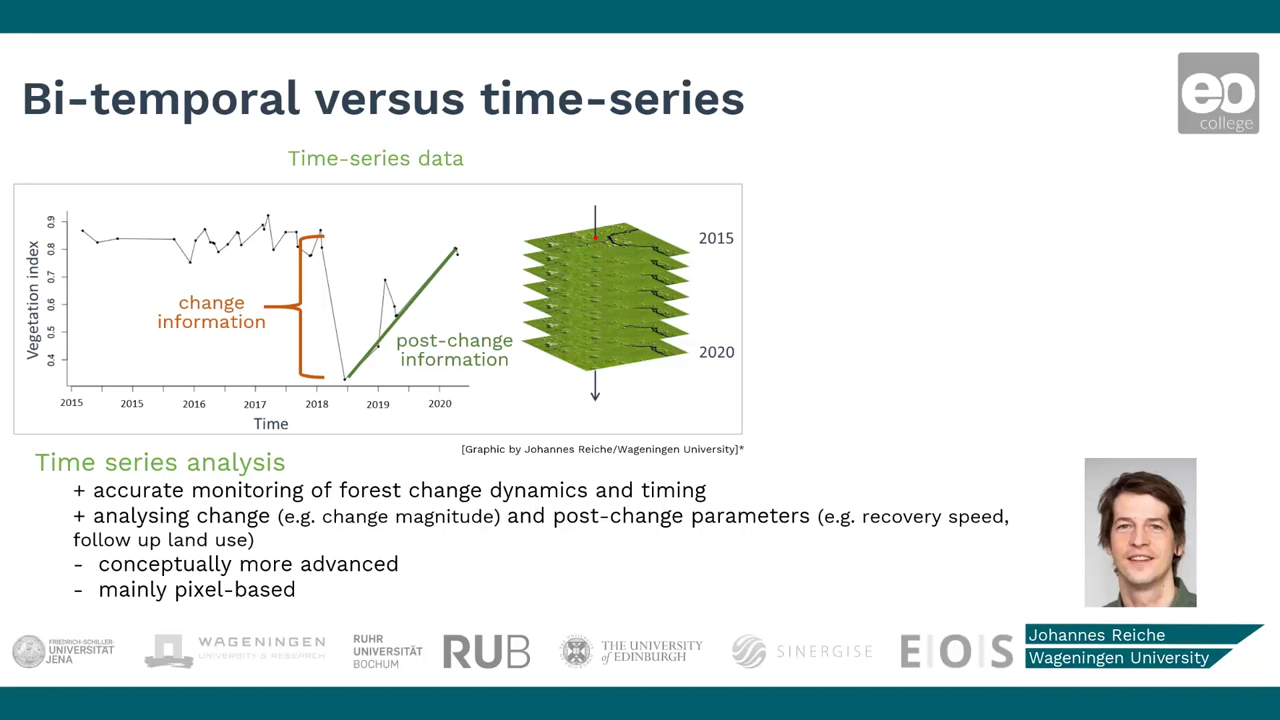 Bi-temporal versus time-series
eo
college
Time-series data
Vegetation index
0.9
0.8
0.7
0.6
0.5
0.4
change
information
post-change
information
2015
2015
2016
2017
2018
2019
2020
Time
2015
2020
[Graphic by Johannes Reiche/Wageningen University]*
Time series analysis
+ accurate monitoring of forest change dynamics and timing
+ analysing change (e.g. change magnitude) and post-change parameters (e.g. recovery speed,
follow up land use)
- conceptually more advanced
- mainly pixel-based
FRIEDRICH-SCHILLER-
UNIVERSITÄT
JENA
WAGENINGEN
UNIVERSITY & RESEARCH
RUHR
UNIVERSITÄT
BOCHUM
RUB
THE UNIVERSITY
of EDINBURGH
SINERGISE
E|O|S
Johannes Reiche
Wageningen University